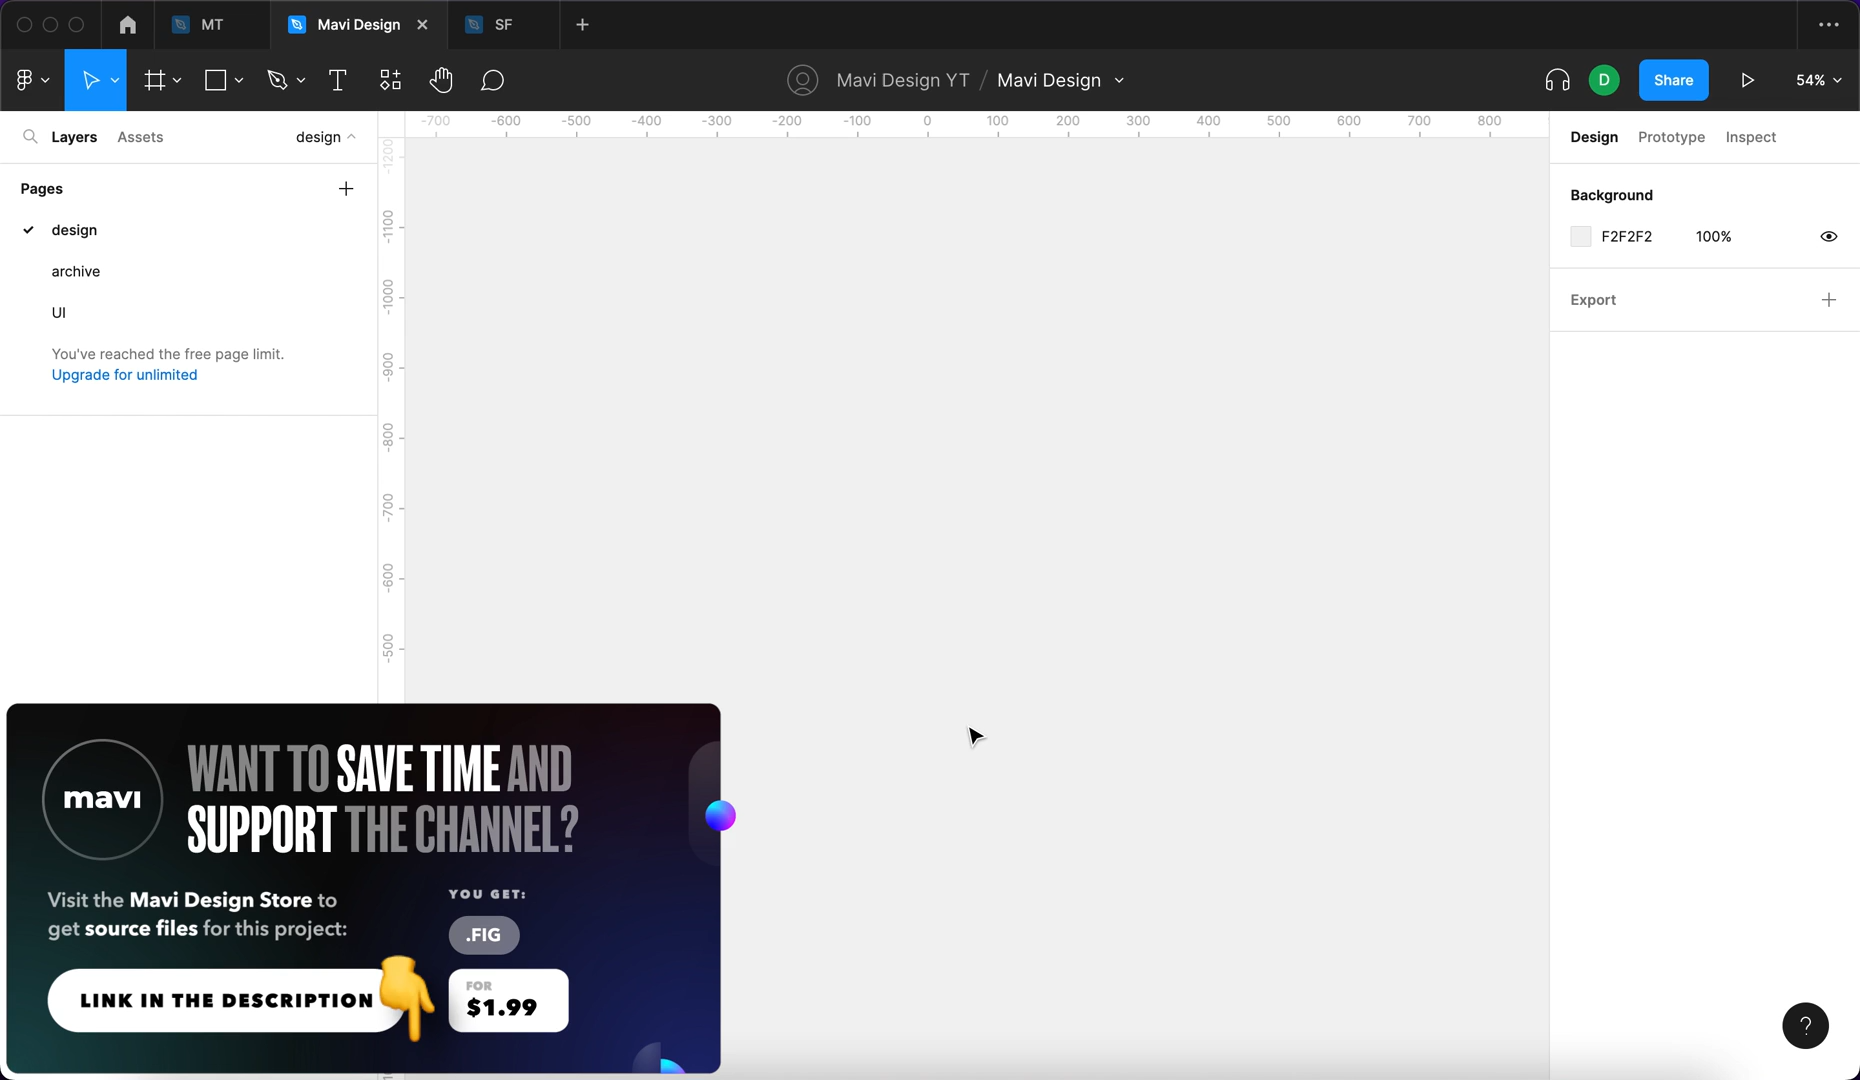 MT
Mavi Design
SF
Mavi Design YT / Mavi Design
D
Share
54%
Layers
Assets
design
Pages
design
archive
UI
You've reached the free page limit.
Upgrade for unlimited
-700 -600 -500 -400 -300 -200 -100 0 100 200 300 400 500 600 700 800
-1200
-1100
-1000
-900
-800
-700
-600
-500
Design
Prototype
Inspect
Background
F2F2F2
100%
Export
mavi
WANT TO SAVE TIME AND
SUPPORT THE CHANNEL?
Visit the Mavi Design Store to
get source files for this project:
LINK IN THE DESCRIPTION
YOU GET:
.FIG
FOR
$1.99
?